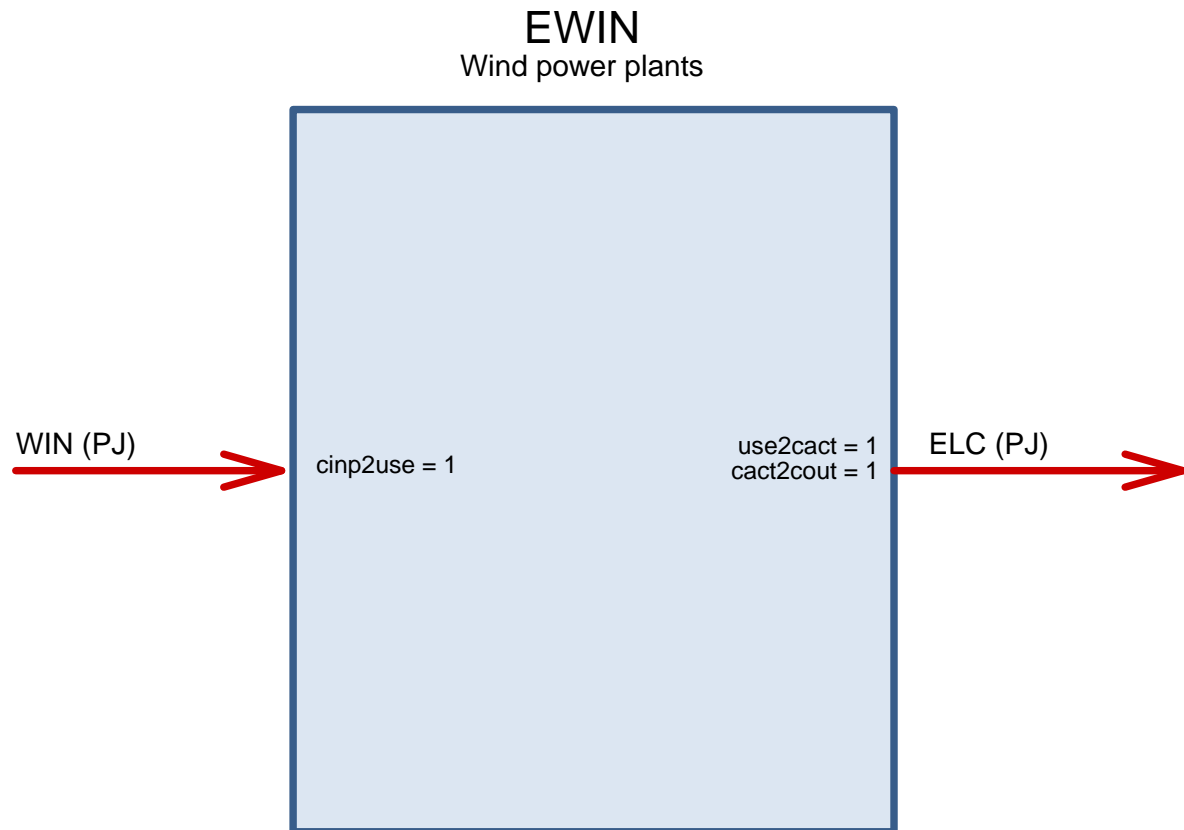 EWIN
Wind power plants
WIN (PJ)
cinp2use = 1
use2cact = 1
cact2cout = 1
ELC (PJ)